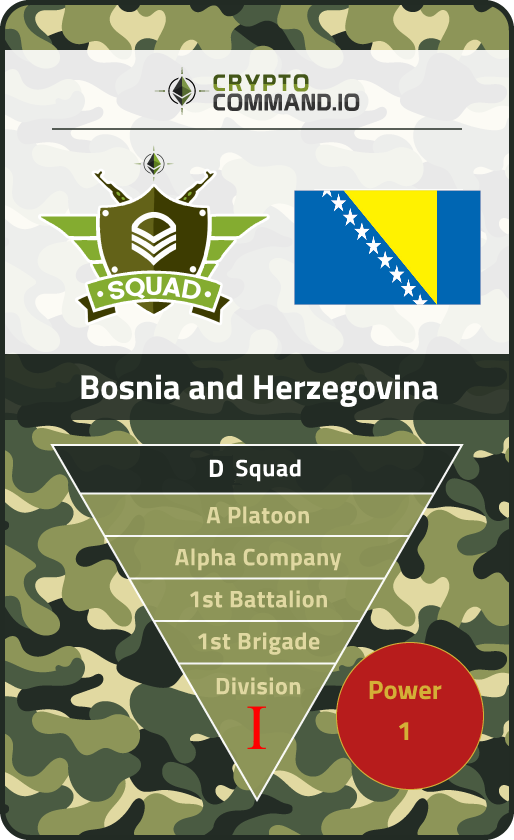 CRYPTO
COMMAND.IO
• SQUAD •
Bosnia and Herzegovina
D Squad
A Platoon
Alpha Company
1st Battalion
1st Brigade
Division
I
Power
1